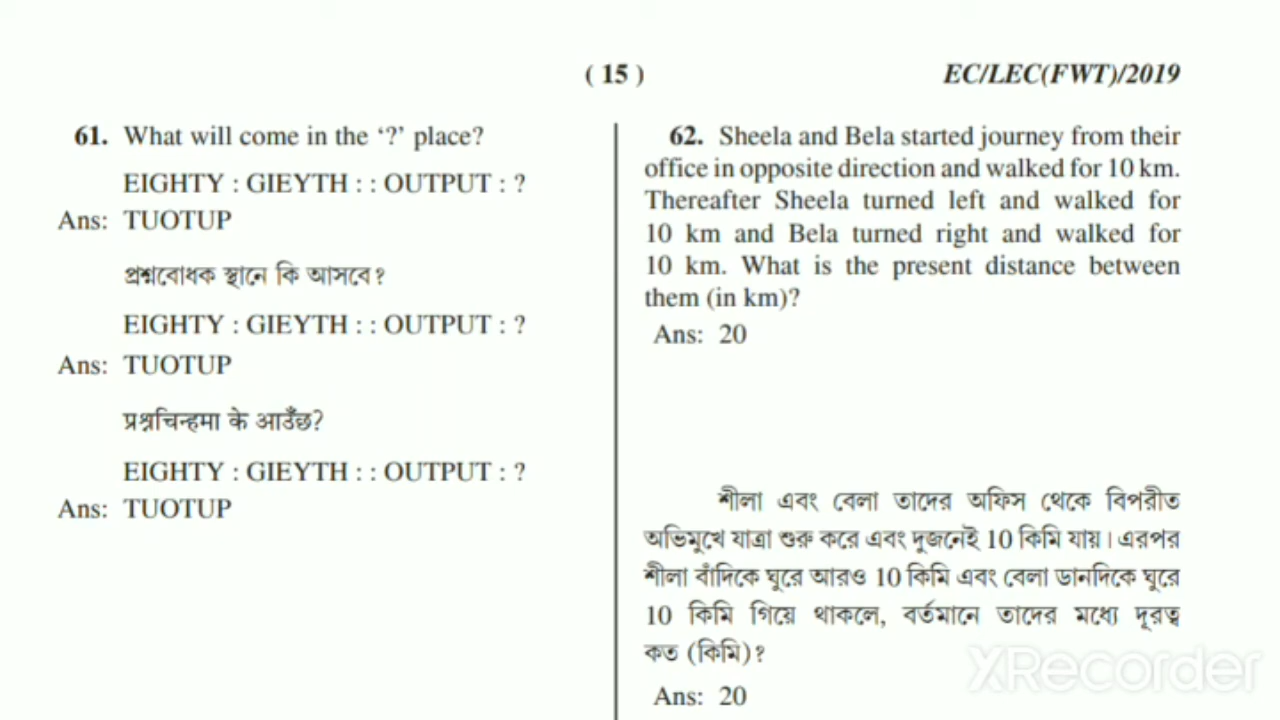 ( 15 )
EC/LEC(FWT)/2019
61. What will come in the ‘?’ place?
EIGHTY : GIEYTH : : OUTPUT : ?
Ans: TUOTUP
প্রশ্নবোধক স্থানে কি আসবে?
EIGHTY : GIEYTH : : OUTPUT : ?
Ans: TUOTUP
प्रश्नचिन्हमा के आउँछ?
EIGHTY : GIEYTH : : OUTPUT : ?
Ans: TUOTUP
62. Sheela and Bela started journey from their
office in opposite direction and walked for 10 km.
Thereafter Sheela turned left and walked for
10 km and Bela turned right and walked for
10 km. What is the present distance between
them (in km)?
Ans: 20
শীলা এবং বেলা তাদের অফিস থেকে বিপরীত
অভিমুখে যাত্রা শুরু করে এবং দুজনেই 10 কিমি যায়। এরপর
শীলা বাঁদিকে ঘুরে আরও 10 কিমি এবং বেলা ডানদিকে ঘুরে
10 কিমি গিয়ে থাকলে, বর্তমানে তাদের মধ্যে দূরত্ব
কত (কিমি)?
Ans: 20
XRecorder